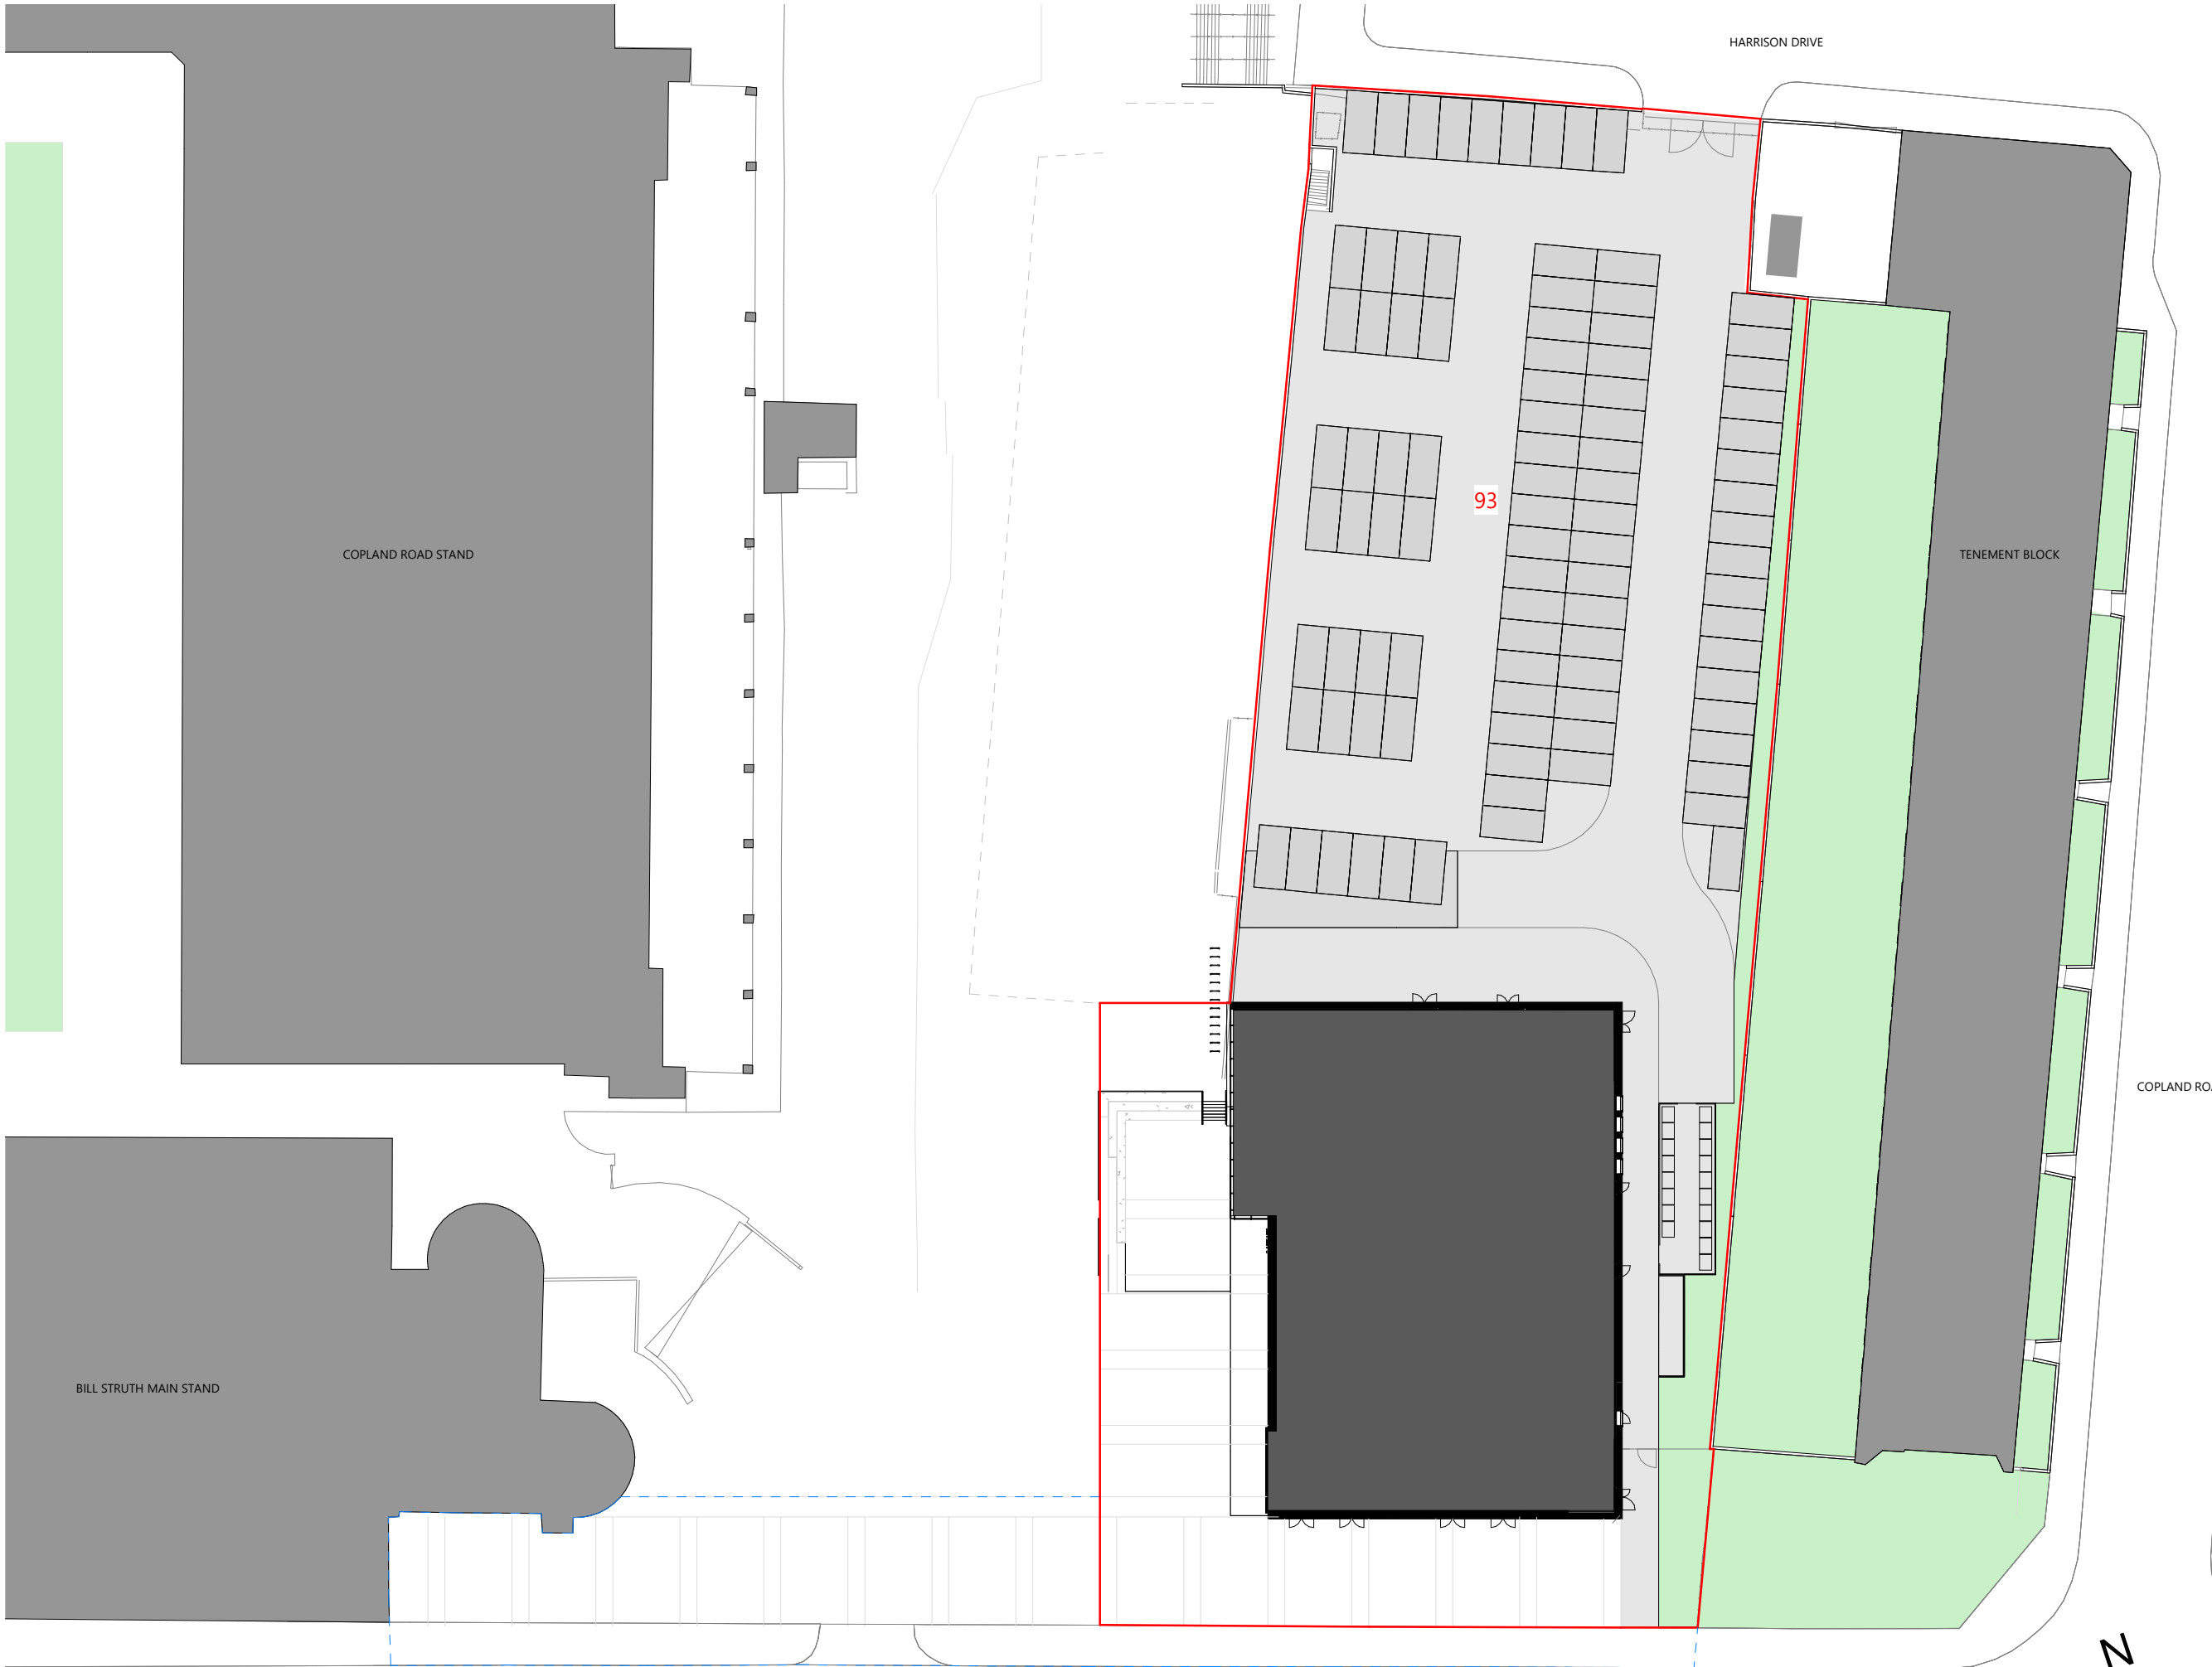 HARRISON DRIVE
93
COPLAND ROAD STAND
TENEMENT BLOCK
COPLAND RO
BILL STRUTH MAIN STAND
N